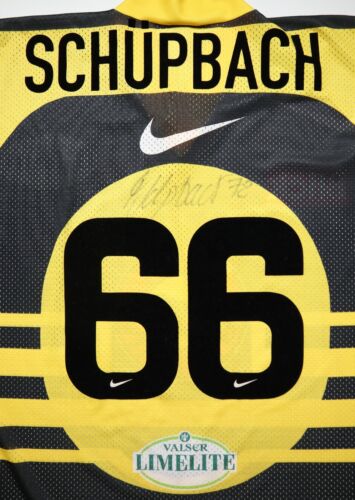 SCHÜPBACH
66
VALSER
LIMELITE